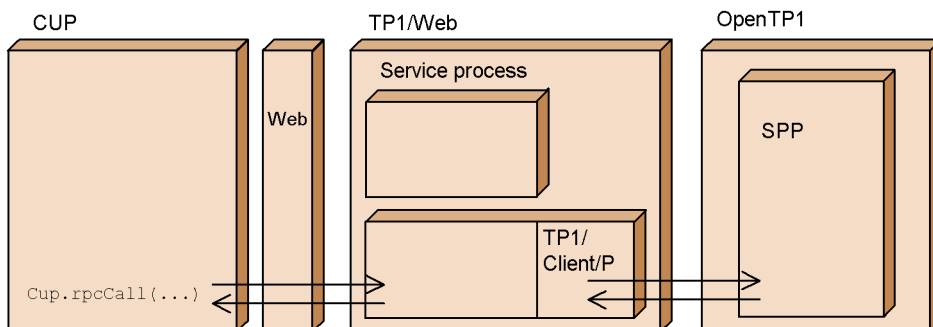 CUP
TP1/Web
OpenTP1
Service process
Web
SPP
TP1/
Client/P
Cup.rpcCall(...)